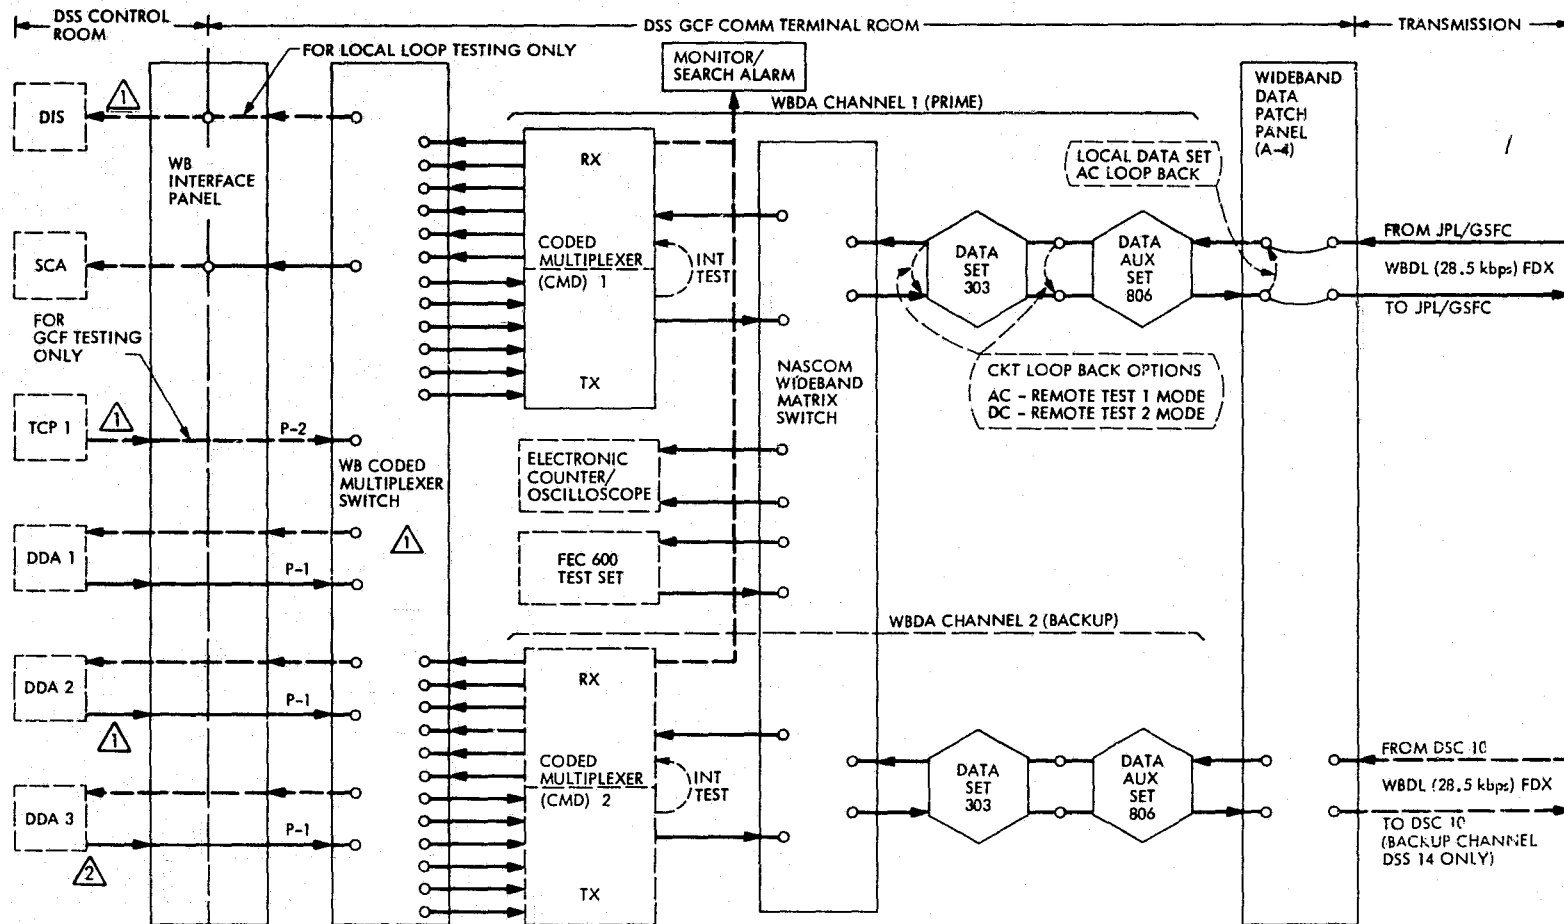 DSS CONTROL
ROOM
DSS GCF COMM TERMINAL ROOM
TRANSMISSION
FOR LOCAL LOOP TESTING ONLY
MONITOR/
SEARCH ALARM
WBDA CHANNEL 1 (PRIME)
WIDEBAND
DATA
PATCH
PANEL
(A-4)
1
DIS
WB
INTERFACE
PANEL
RX
LOCAL DATA SET
AC LOOP BACK
SCA
CODED
MULTIPLEXER
(CMD) 1
INT
TEST
DATA
SET
303
DATA
AUX
SET
806
FROM JPL/GSFC
WBDL (28.5 kbps) FDX
TO JPL/GSFC
FOR
GCF TESTING
ONLY
TX
NASCOM
WIDEBAND
MATRIX
SWITCH
CKT LOOP BACK OPTIONS
AC - REMOTE TEST 1 MODE
DC - REMOTE TEST 2 MODE
TCP 1
1
P-2
WB CODED
MULTIPLEXER
SWITCH
1
ELECTRONIC
COUNTER/
OSCILLOSCOPE
DDA 1
P-1
FEC 600
TEST SET
WBDA CHANNEL 2 (BACKUP)
DDA 2
P-1
1
RX
CODED
MULTIPLEXER
(CMD) 2
INT
TEST
DATA
SET
303
DATA
AUX
SET
806
FROM DSC 10
WBDL (28.5 kbps) FDX
TO DSC 10
(BACKUP CHANNEL
DSS 14 ONLY)
DDA 3
P-1
2
TX